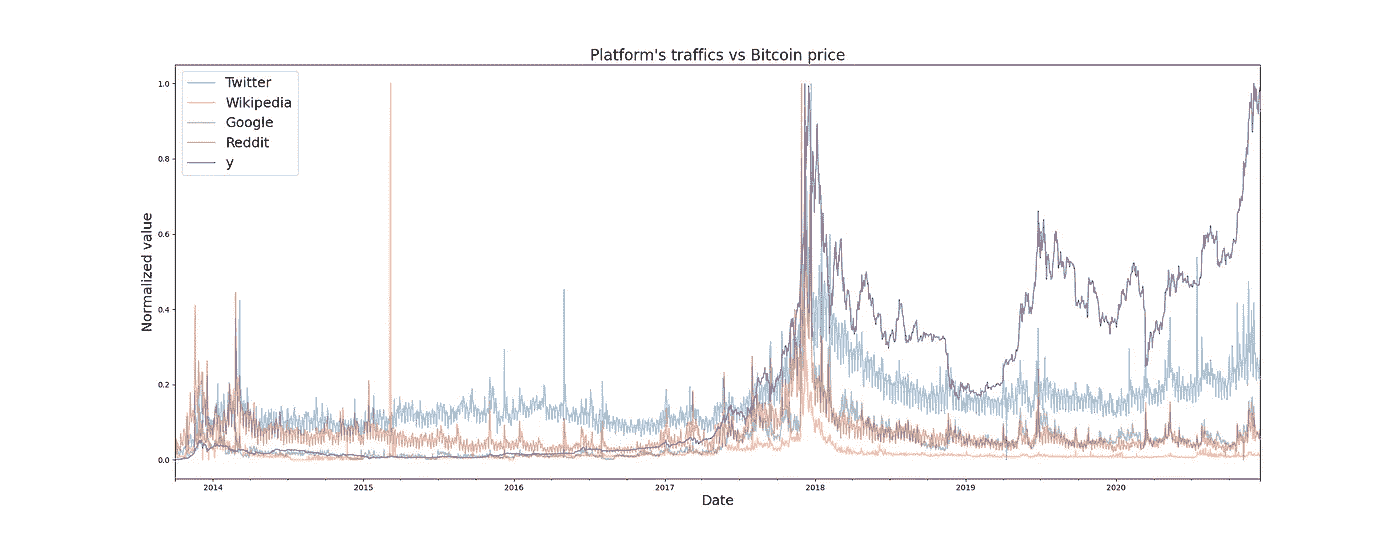 Platform's traffics vs Bitcoin price
Twitter
Wikipedia
Google
Reddit
y
Normalized value
1.0
0.8
0.6
0.4
0.2
0.0
2014 2015 2016 2017 2018 2019 2020
Date